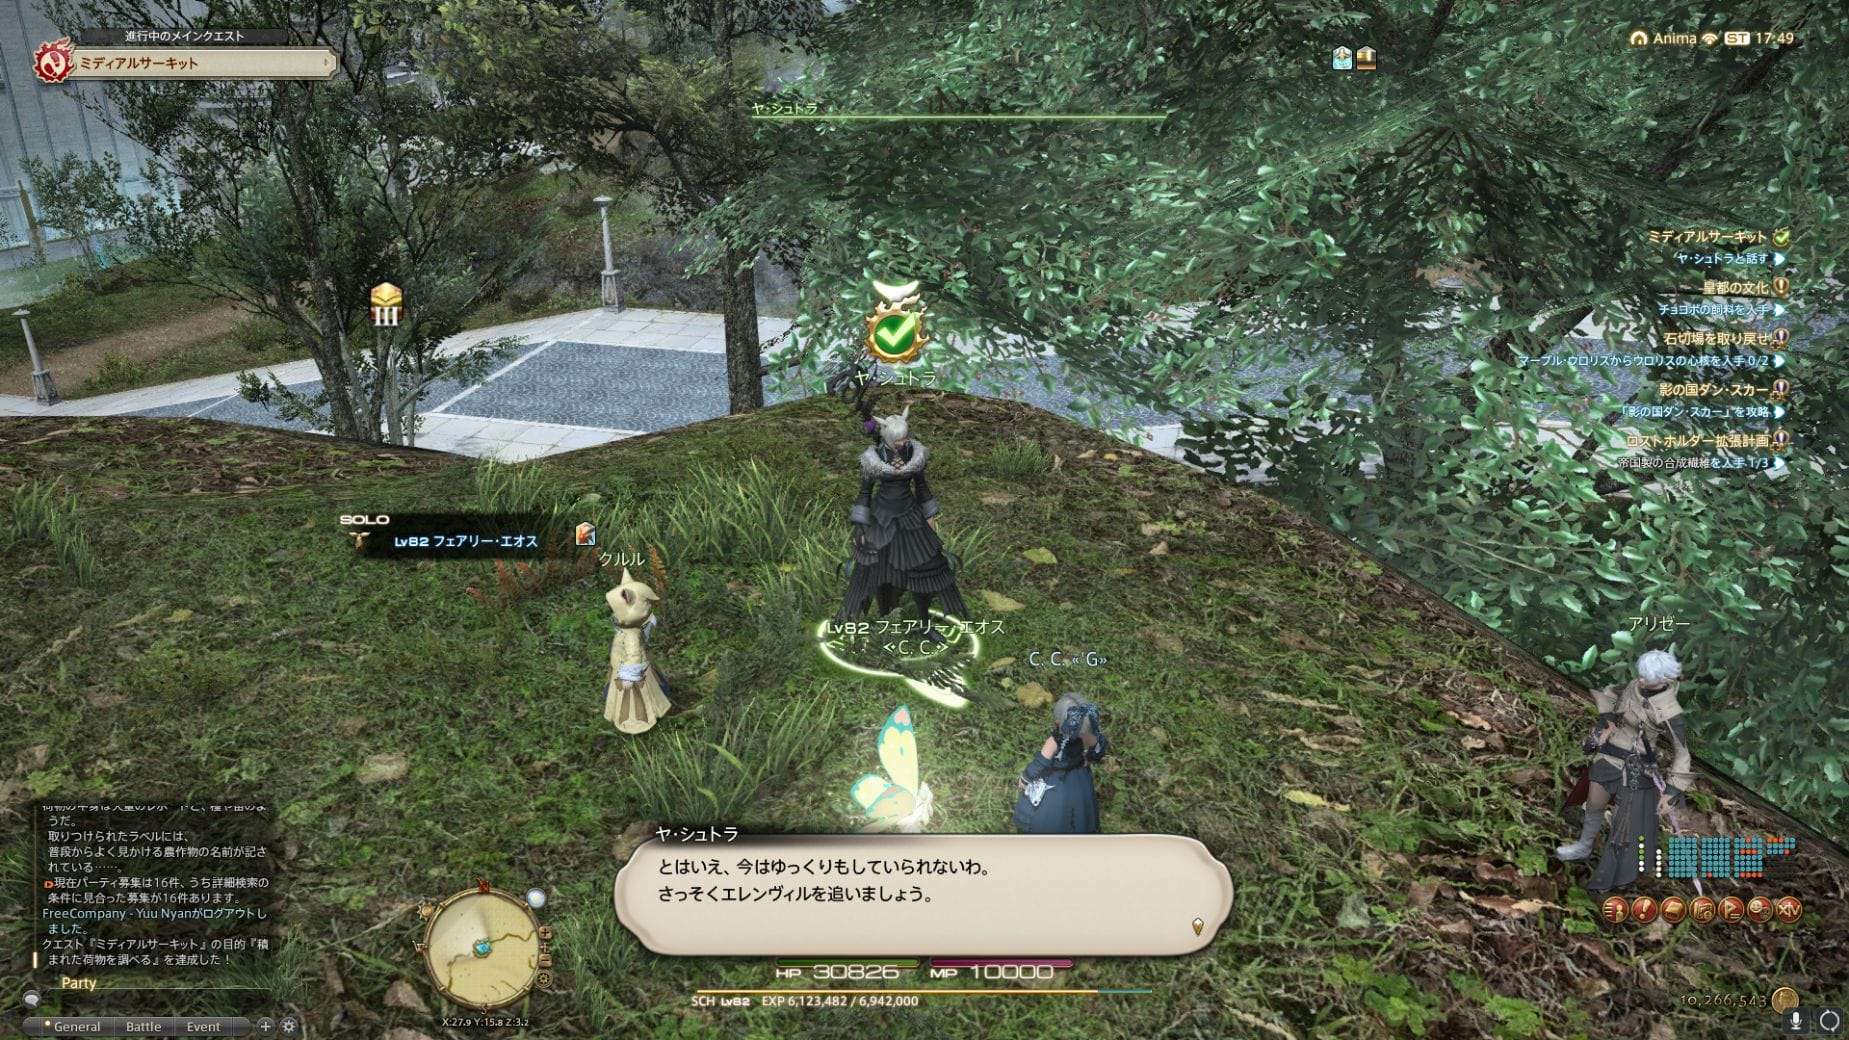 進行中のメインクエスト
ミディアルサーキット
Anima ST 17:49
ヤ・シュトラ
ミディアルサーキット
ヤ・シュトラと話す
皇都の文化
チョコボの飼料を入手
石切場を取り戻せ!
マーブル・ウロリスからウロリスの心核を入手 0/2
影の国ダン・スカー
「影の国ダン・スカー」を攻略
ロストホルダー拡張計画
帝国製の合成繊維を入手 1/3
III
ヤ・シュトラ
SOLO
Lv82 フェアリー・エオス
クルル
Lv82 フェアリー・エオス
«C. C.»
C. C. «´G»
アリゼー
ヤ・シュトラ
とはいえ、今はゆっくりもしていられないわ。
さっそくエレンヴィルを追いましょう。
うだ。
取りつけられたラベルには、
普段からよく見かける農作物の名前が記さ
れている……。
現在パーティ募集は16件、うち詳細検索の
条件に見合った募集が16件あります。
FreeCompany - Yuu Nyanがログアウトし
ました。
クエスト『ミディアルサーキット』の目的『積
まれた荷物を調べる』を達成した!
Party
General Battle Event
X:27.9 Y:15.8 Z:3.2
HP 30826 MP 10000
SCH Lv82 EXP 6,123,482 / 6,942,000
XIV
10,266,543